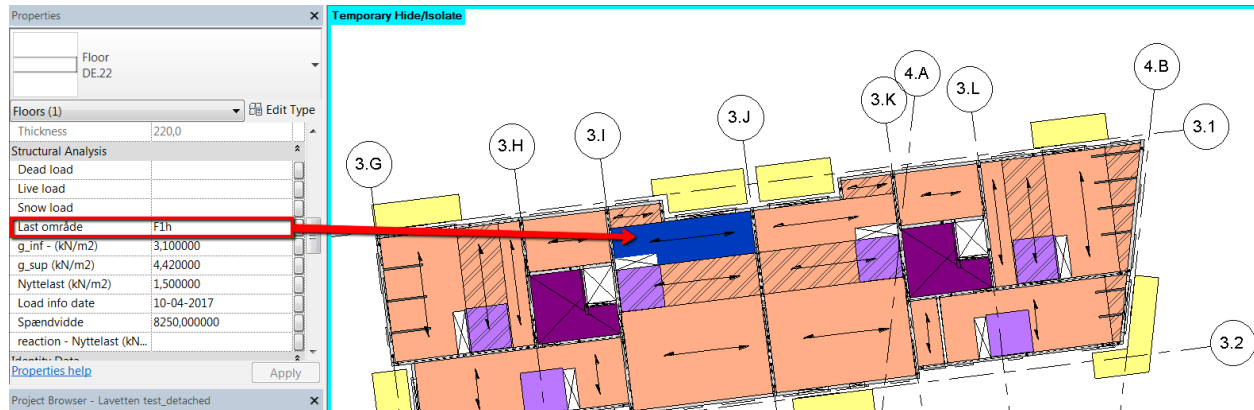 Properties
Floor
DE.22
Floors (1)
Edit Type
Thickness 220,0
Structural Analysis
Dead load
Live load
Snow load
Last område F1h
g_inf - (kN/m2) 3,100000
g_sup (kN/m2) 4,420000
Nyttelast (kN/m2) 1,500000
Load info date 10-04-2017
Spændvidde 8250,000000
reaction - Nyttelast (kN...
Identity Data
Properties help
Apply
Project Browser - Lavetten test_detached
Temporary Hide/Isolate
3.G
3.H
3.I
3.J
3.K
4.A
3.L
4.B
3.1
3.2